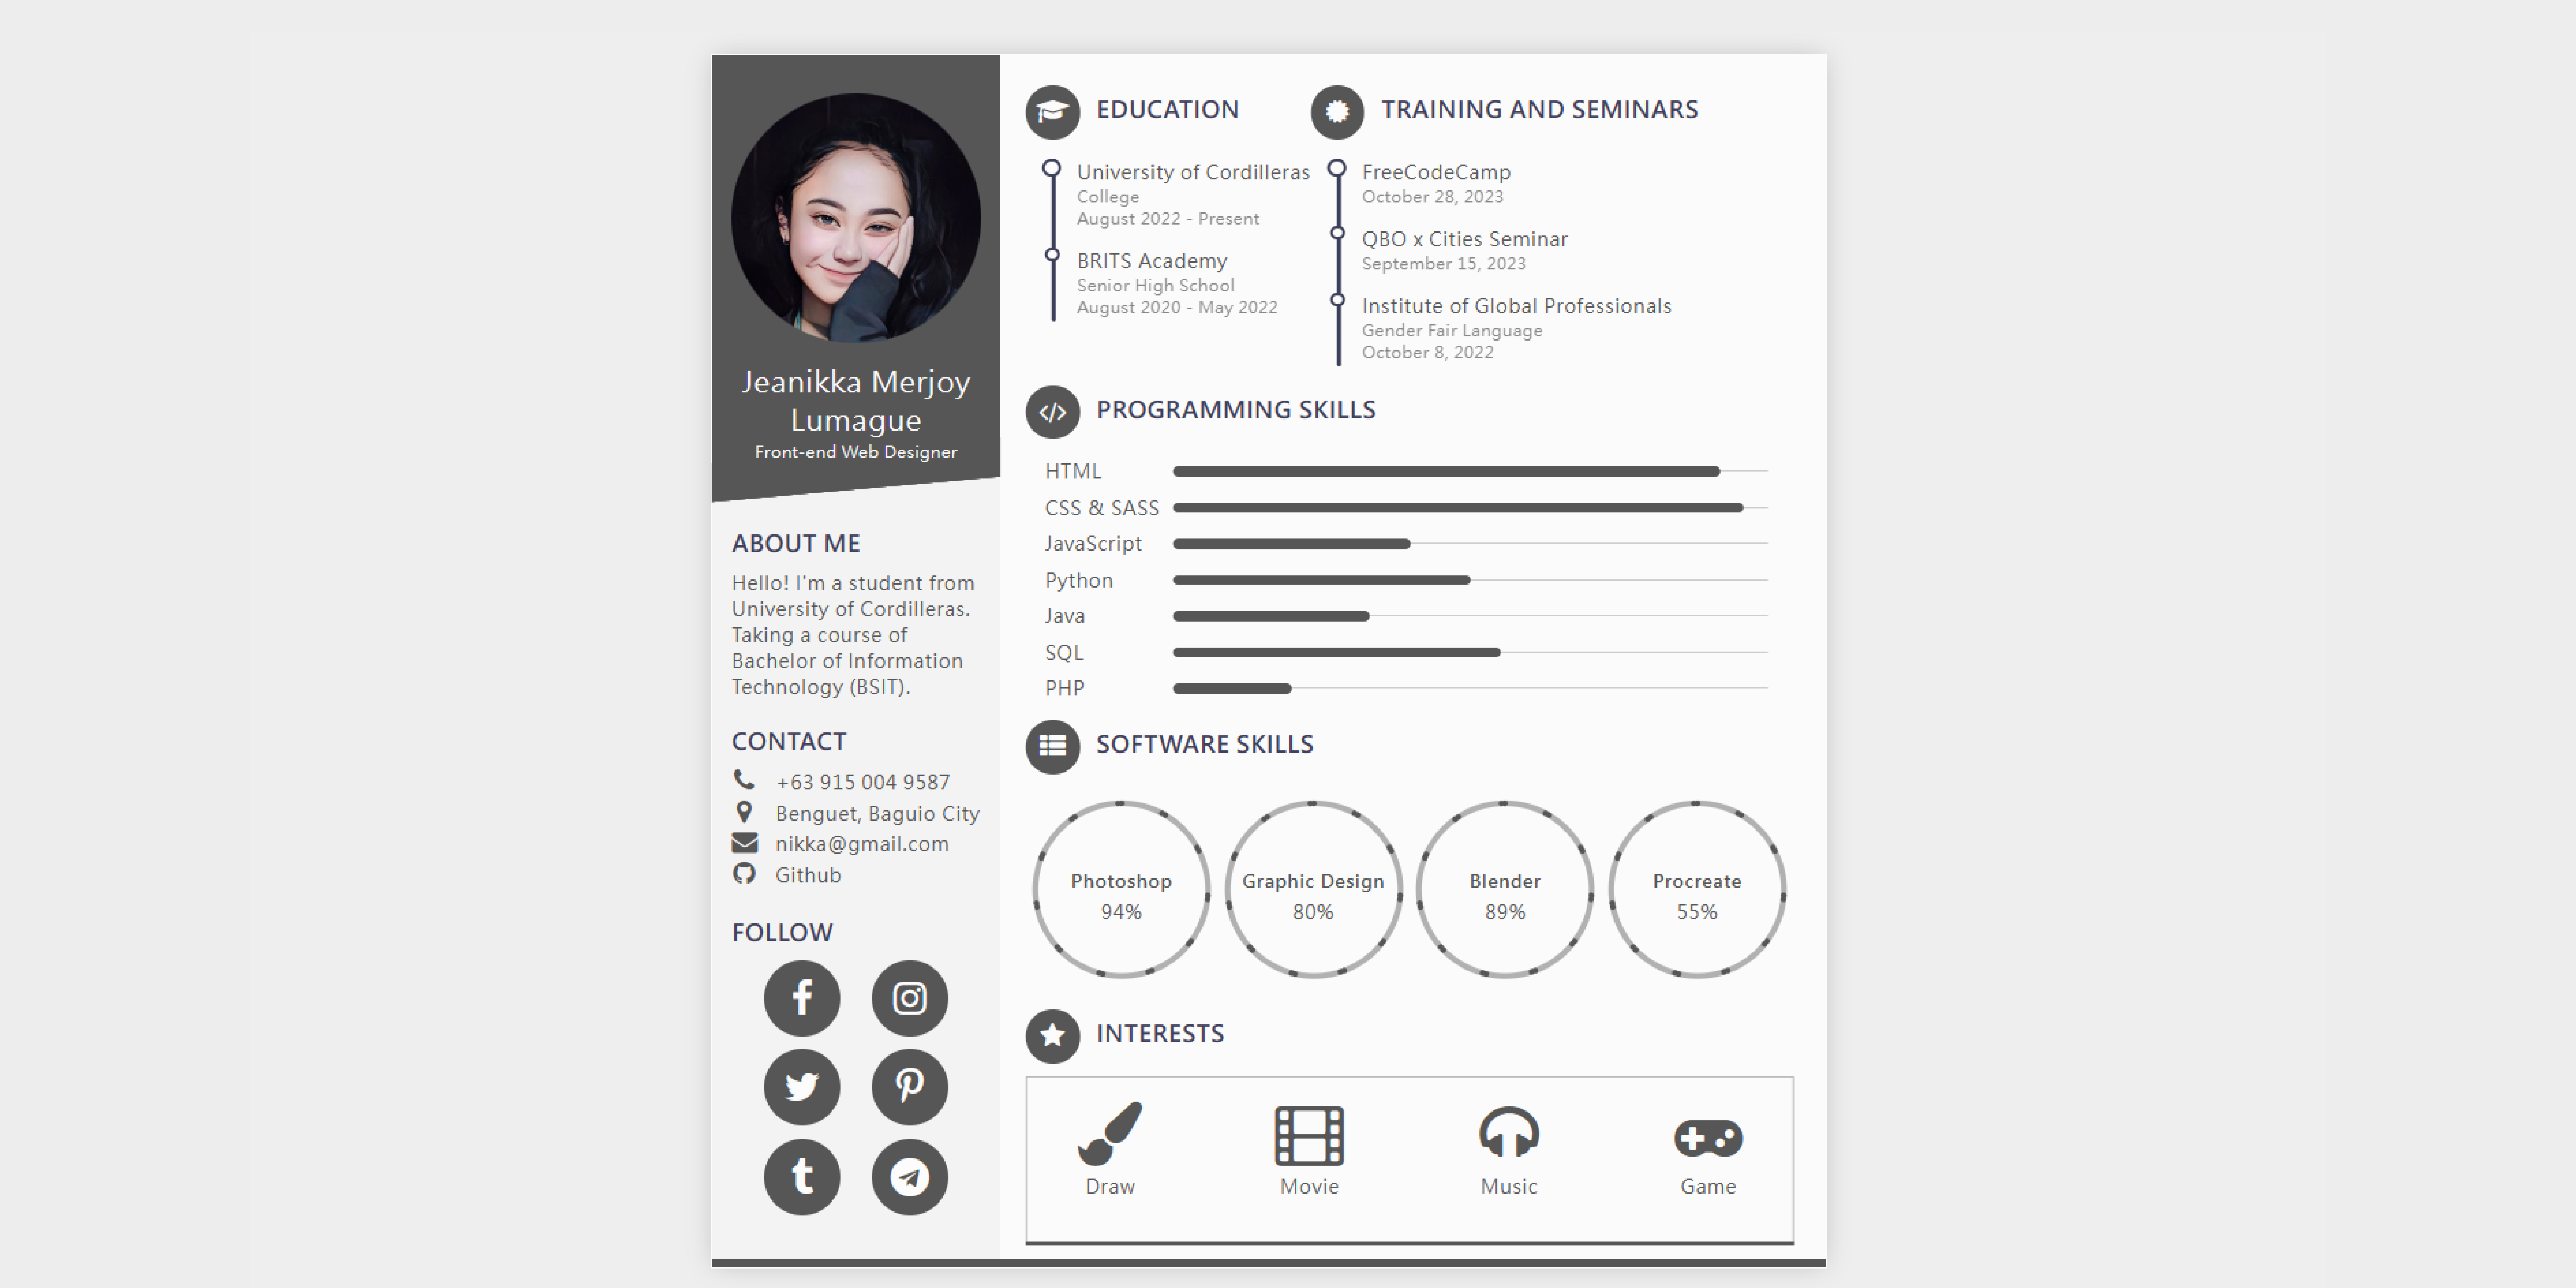 Jeanikka Merjoy
Lumague
Front-end Web Designer
ABOUT ME
Hello! I'm a student from
University of Cordilleras.
Taking a course of
Bachelor of Information
Technology (BSIT).
CONTACT
+63 915 004 9587
Benguet, Baguio City
nikka@gmail.com
Github
FOLLOW
EDUCATION
University of Cordilleras
College
August 2022 - Present
BRITS Academy
Senior High School
August 2020 - May 2022
TRAINING AND SEMINARS
FreeCodeCamp
October 28, 2023
QBO x Cities Seminar
September 15, 2023
Institute of Global Professionals
Gender Fair Language
October 8, 2022
PROGRAMMING SKILLS
HTML
CSS & SASS
JavaScript
Python
Java
SQL
PHP
SOFTWARE SKILLS
Photoshop
94%
Graphic Design
80%
Blender
89%
Procreate
55%
INTERESTS
Draw
Movie
Music
Game